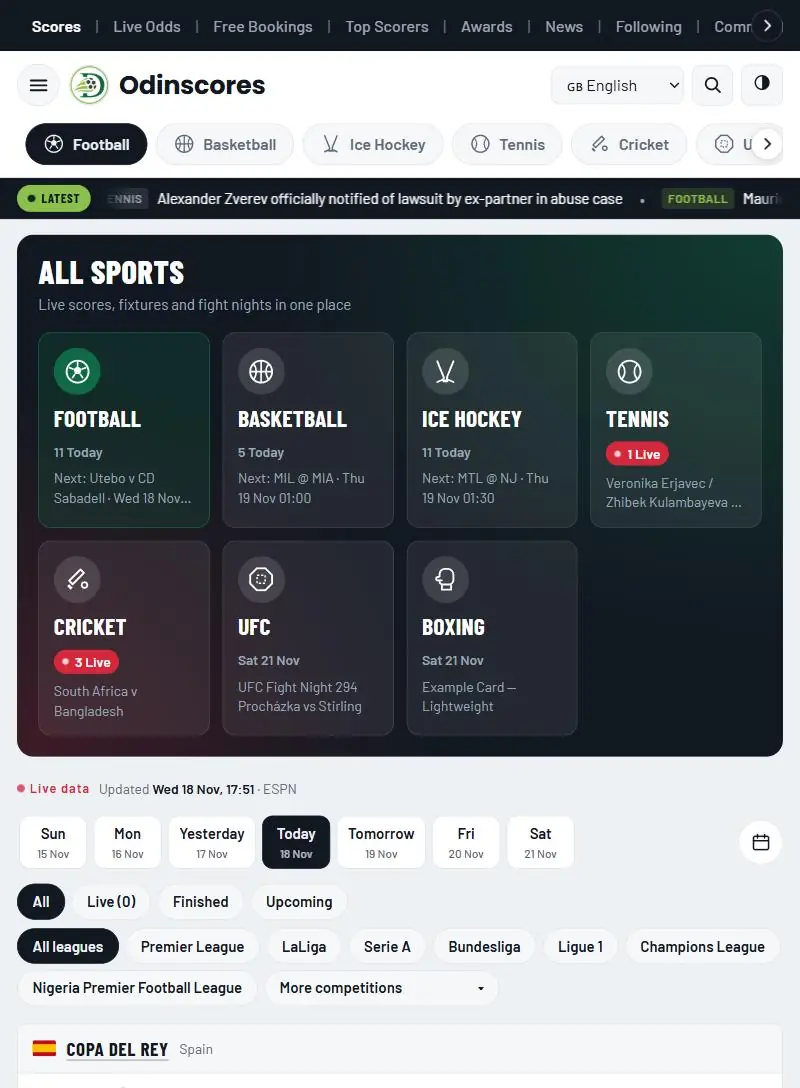 Scores | Live Odds | Free Bookings | Top Scorers | Awards | News | Following | Comm
Odinscores
GB English
Football Basketball Ice Hockey Tennis Cricket U
LATEST ENNIS Alexander Zverev officially notified of lawsuit by ex-partner in abuse case • FOOTBALL Mauri
ALL SPORTS
Live scores, fixtures and fight nights in one place
FOOTBALL
11 Today
Next: Utebo v CD
Sabadell · Wed 18 Nov...
BASKETBALL
5 Today
Next: MIL @ MIA · Thu
19 Nov 01:00
ICE HOCKEY
11 Today
Next: MTL @ NJ · Thu
19 Nov 01:30
TENNIS
1 Live
Veronika Erjavec /
Zhibek Kulambayeva ...
CRICKET
3 Live
South Africa v
Bangladesh
UFC
Sat 21 Nov
UFC Fight Night 294
Procházka vs Stirling
BOXING
Sat 21 Nov
Example Card —
Lightweight
Live data Updated Wed 18 Nov, 17:51 · ESPN
Sun Mon Yesterday Today Tomorrow Fri Sat
15 Nov 16 Nov 17 Nov 18 Nov 19 Nov 20 Nov 21 Nov
All Live (0) Finished Upcoming
All leagues Premier League LaLiga Serie A Bundesliga Ligue 1 Champions League
Nigeria Premier Football League More competitions
COPA DEL REY Spain